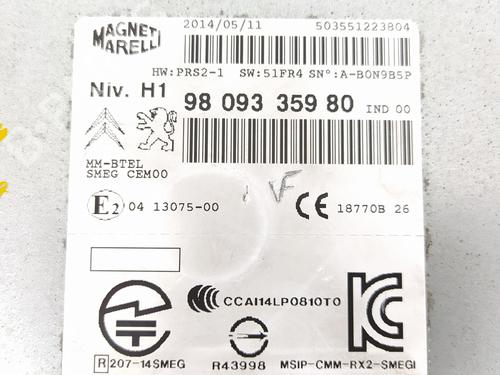 MAGNETI MARELLI
2014/05/11
503551223804
HW:PRS2-1 SW:51FR4 SN°:A-B0N9B5P
Niv. H1
98 093 359 80 IND 00
MM-BTEL
SMEG CEM00
E2 04 13075-00
VF
CE 18770B 26
CCAI14LP0810T0
KC
R 207-14SMEG
R43998
MSIP-CMM-RX2-SMEGI